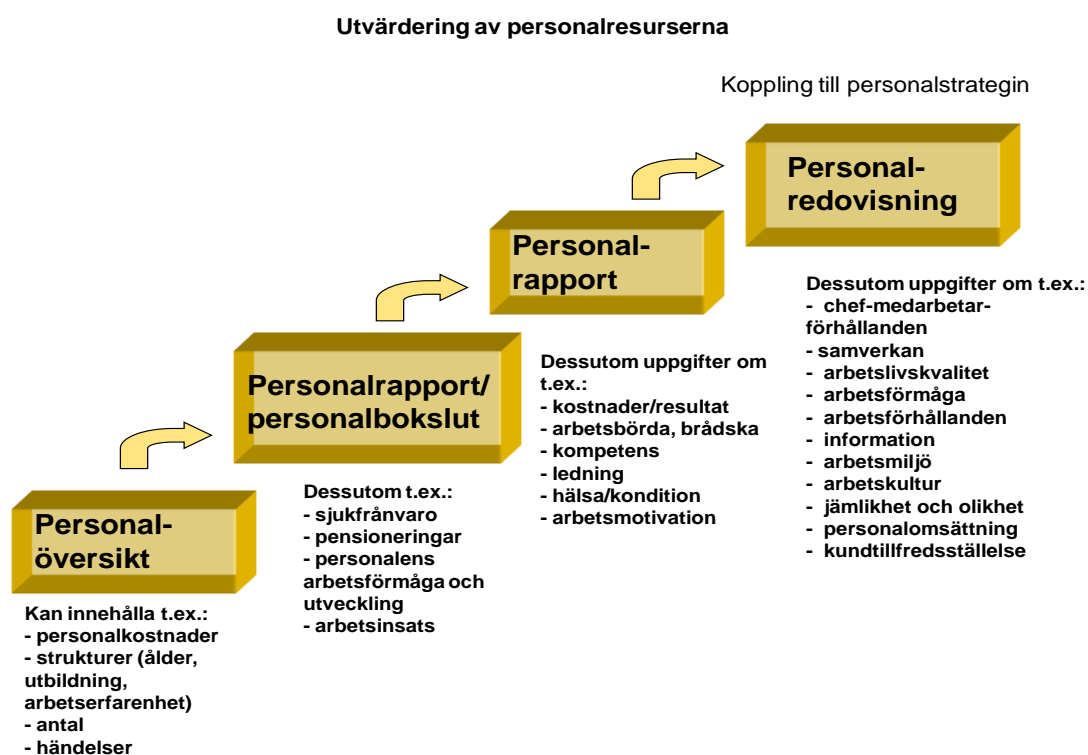 Utvärdering av personalresurserna
Koppling till personalstrategin
Personal-
redovisning
Dessutom uppgifter om t.ex.:
- chef-medarbetar-
förhållanden
- samverkan
- arbetslivskvalitet
- arbetsförmåga
- arbetsförhållanden
- information
- arbetsmiljö
- arbetskultur
- jämlikhet och olikhet
- personalomsättning
- kundtillfredsställelse
Personal-
rapport
Dessutom uppgifter om
t.ex.:
- kostnader/resultat
- arbetsbörda, brådska
- kompetens
- ledning
- hälsa/kondition
- arbetsmotivation
Personalrapport/
personalbokslut
Dessutom t.ex.:
- sjukfrånvaro
- pensioneringar
- personalens
arbetsförmåga och
utveckling
- arbetsinsats
Personal-
översikt
Kan innehålla t.ex.:
- personalkostnader
- strukturer (ålder,
utbildning,
arbetserfarenhet)
- antal
- händelser